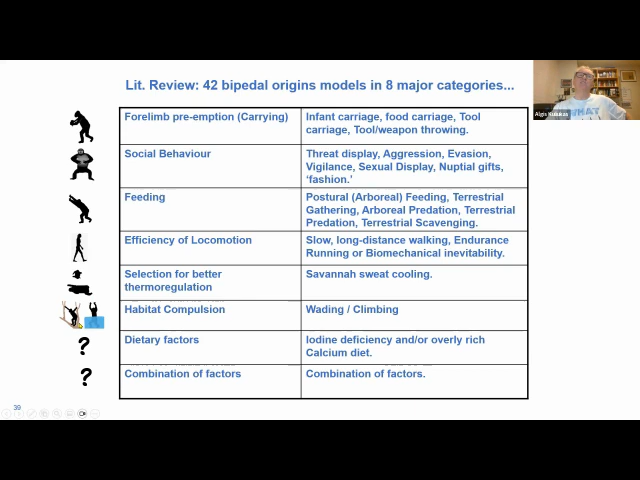 Lit. Review: 42 bipedal origins models in 8 major categories...
Forelimb pre-emption (Carrying)
Infant carriage, food carriage, Tool
carriage, Tool/weapon throwing.
Social Behaviour
Threat display, Aggression, Evasion,
Vigilance, Sexual Display, Nuptial gifts,
‘fashion.’
Feeding
Postural (Arboreal) Feeding, Terrestrial
Gathering, Arboreal Predation, Terrestrial
Predation, Terrestrial Scavenging.
Efficiency of Locomotion
Slow, long-distance walking, Endurance
Running or Biomechanical inevitability.
Selection for better
thermoregulation
Savannah sweat cooling.
Habitat Compulsion
Wading / Climbing
?
Dietary factors
Iodine deficiency and/or overly rich
Calcium diet.
?
Combination of factors
Combination of factors.
39
WHAT
Algis Kuliukas